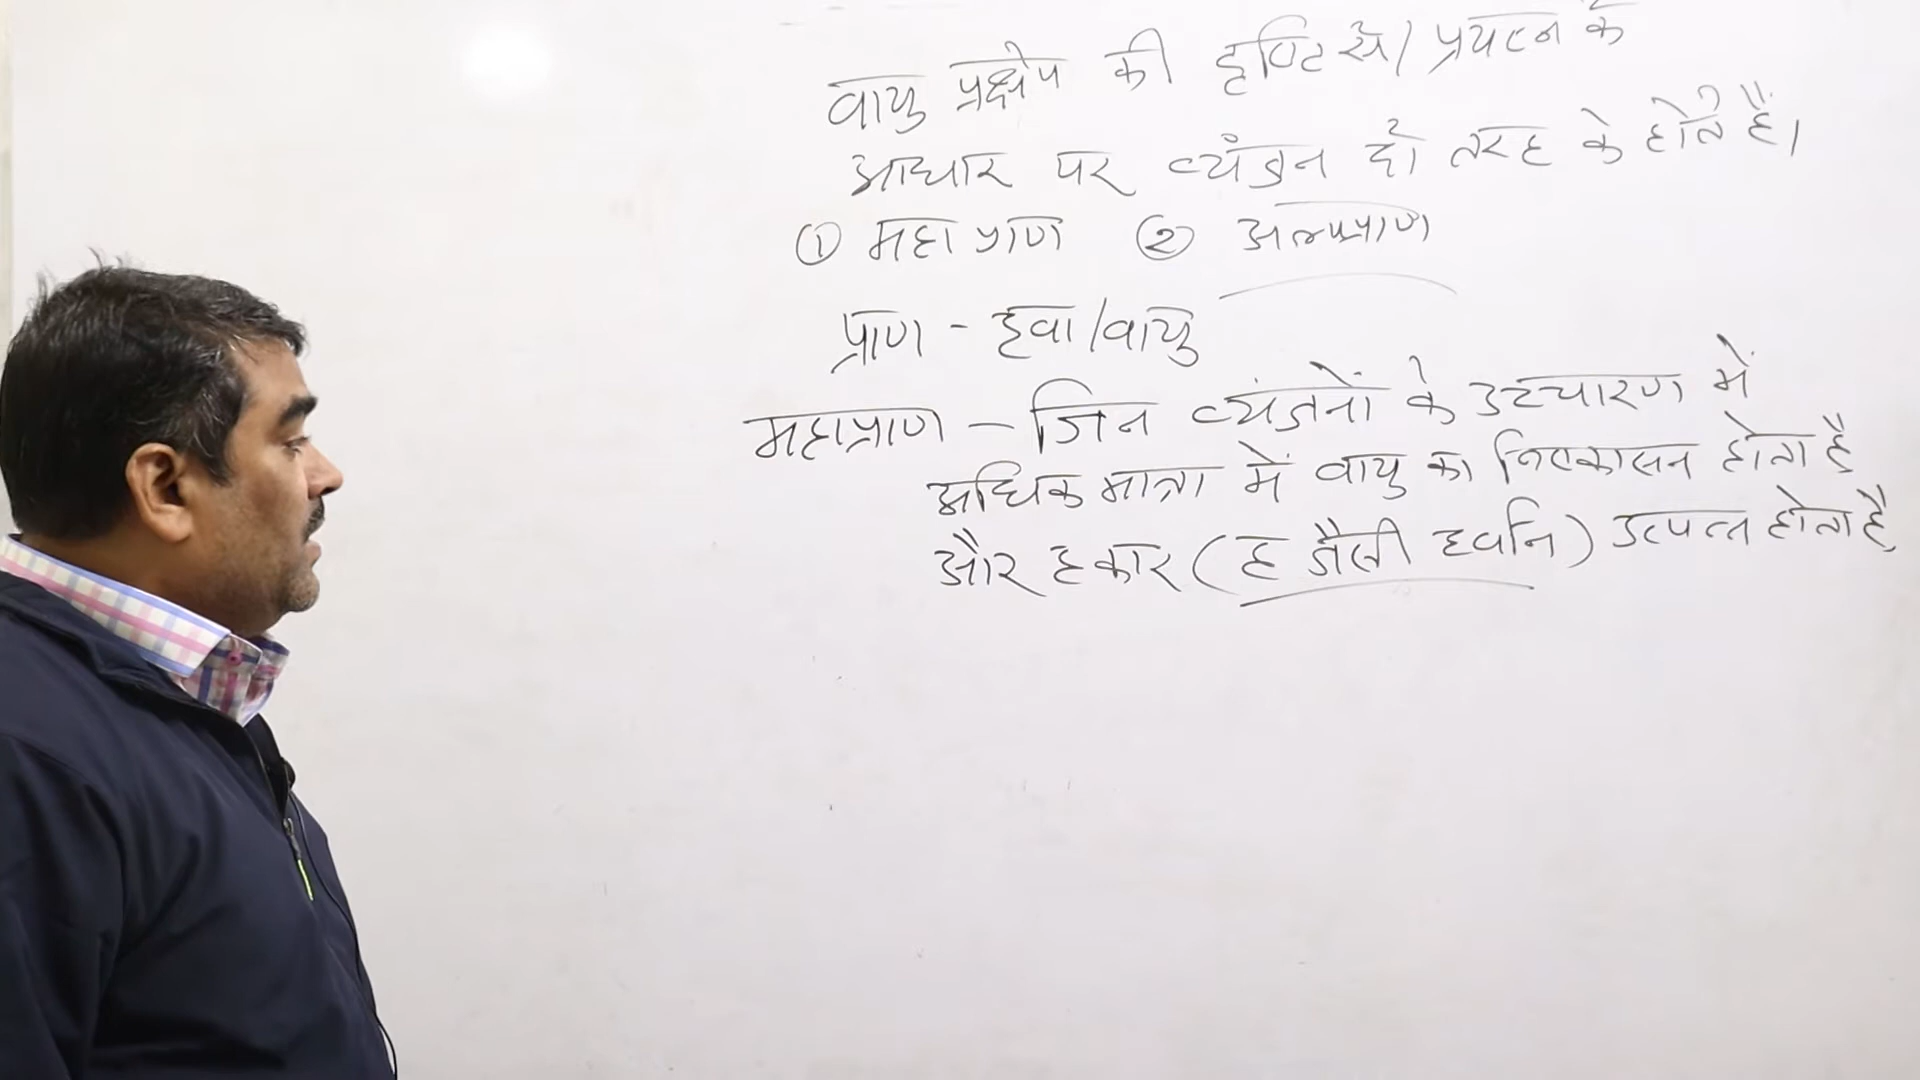 वायु प्रक्षेप की दृष्टि से/ प्रयत्न के
आधार पर व्यंजन दो तरह के होते हैं।
① महाप्राण ② अल्पप्राण
प्राण - हवा/वायु
महाप्राण - जिन व्यंजनों के उच्चारण में
अधिक मात्रा में वायु का निष्कासन होता है
और हकार (ह जैसी ध्वनि) उत्पन्न होता है,